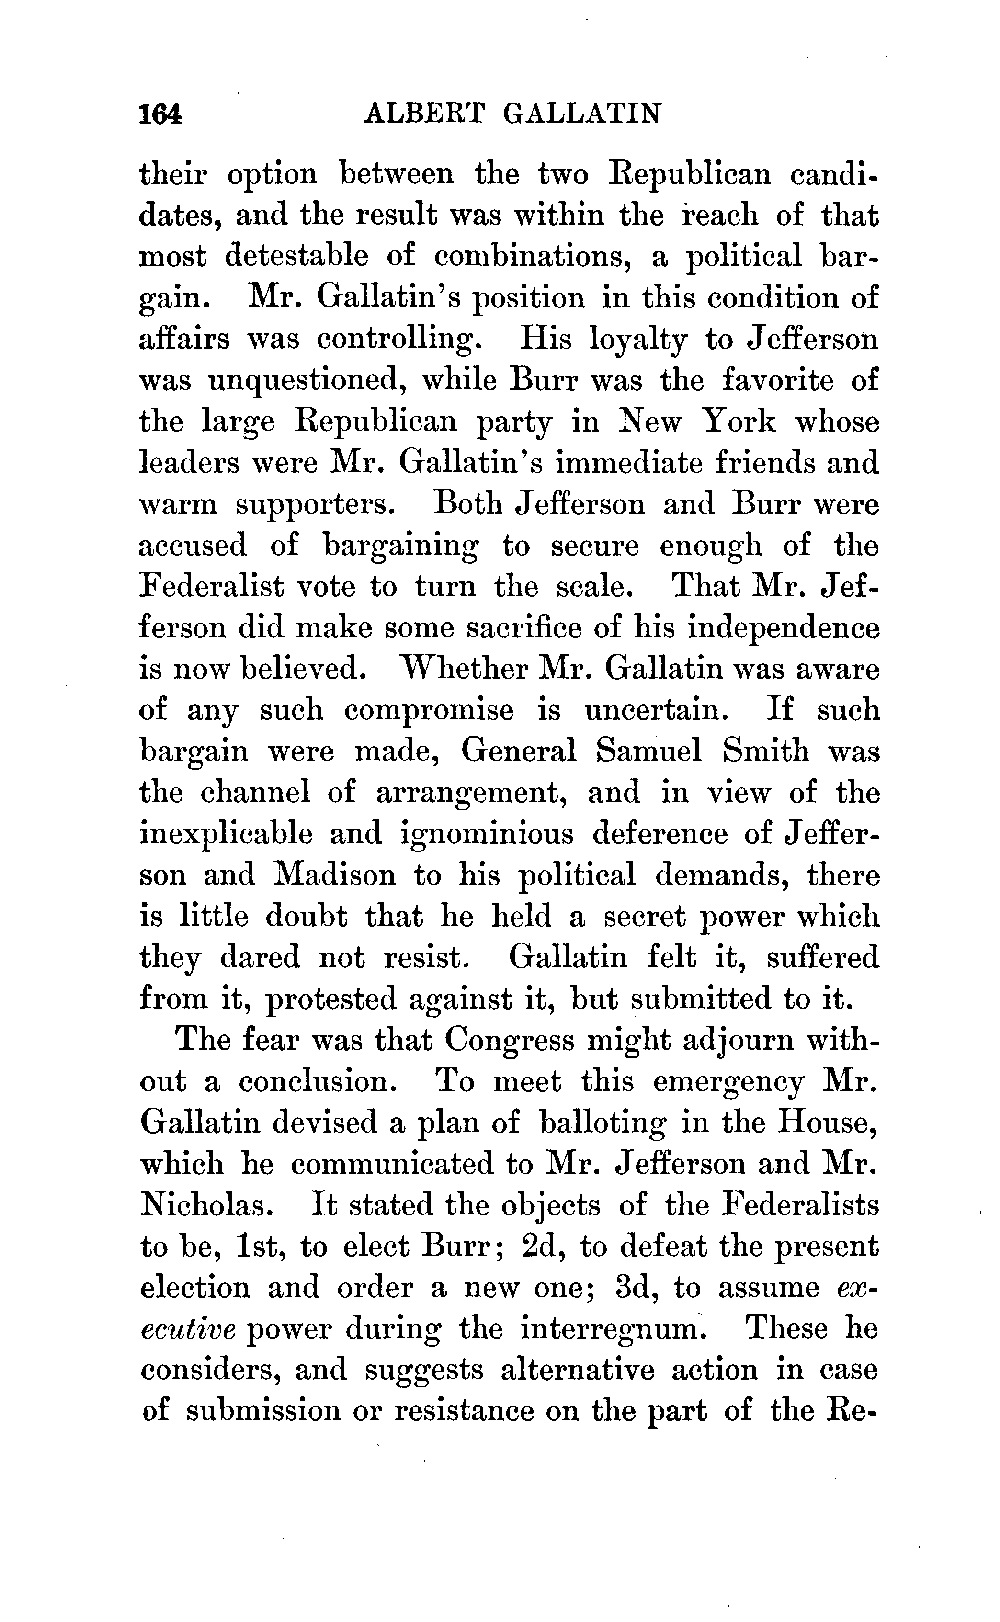 164 ALBERT GALLATIN
their option between the two Republican candi-
dates, and the result was within the reach of that
most detestable of combinations, a political bar-
gain. Mr. Gallatin's position in this condition of
affairs was controlling. His loyalty to Jefferson
was unquestioned, while Burr was the favorite of
the large Republican party in New York whose
leaders were Mr. Gallatin's immediate friends and
warm supporters. Both Jefferson and Burr were
accused of bargaining to secure enough of the
Federalist vote to turn the scale. That Mr. Jef-
ferson did make some sacrifice of his independence
is now believed. Whether Mr. Gallatin was aware
of any such compromise is uncertain. If such
bargain were made, General Samuel Smith was
the channel of arrangement, and in view of the
inexplicable and ignominious deference of Jeffer-
son and Madison to his political demands, there
is little doubt that he held a secret power which
they dared not resist. Gallatin felt it, suffered
from it, protested against it, but submitted to it.
The fear was that Congress might adjourn with-
out a conclusion. To meet this emergency Mr.
Gallatin devised a plan of balloting in the House,
which he communicated to Mr. Jefferson and Mr.
Nicholas. It stated the objects of the Federalists
to be, 1st, to elect Burr; 2d, to defeat the present
election and order a new one; 3d, to assume ex-
ecutive power during the interregnum. These he
considers, and suggests alternative action in case
of submission or resistance on the part of the Re-